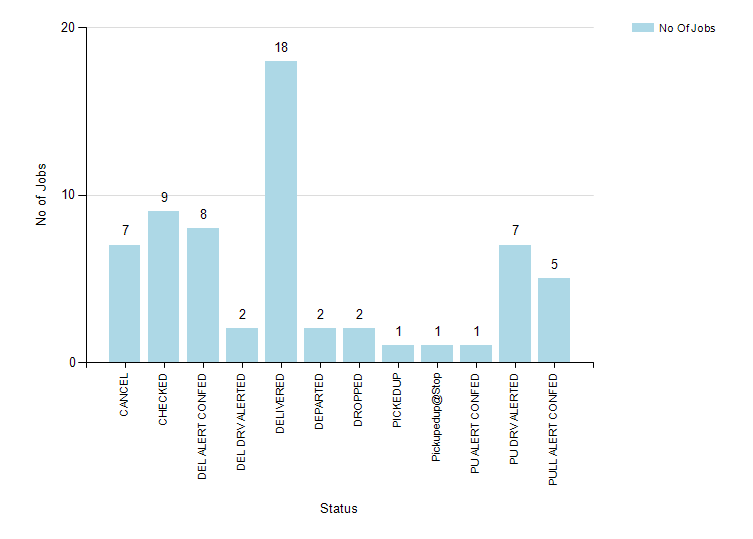 20
No Of Jobs
18
10
9
8
7
7
5
2
2
2
1
1
1
0
No of Jobs
CANCEL
CHECKED
DEL ALERT CONFED
DEL DRV ALERTED
DELIVERED
DEPARTED
DROPPED
PICKEDUP
Pickupedup@Stop
PU ALERT CONFED
PU DRV ALERTED
PULL ALERT CONFED
Status